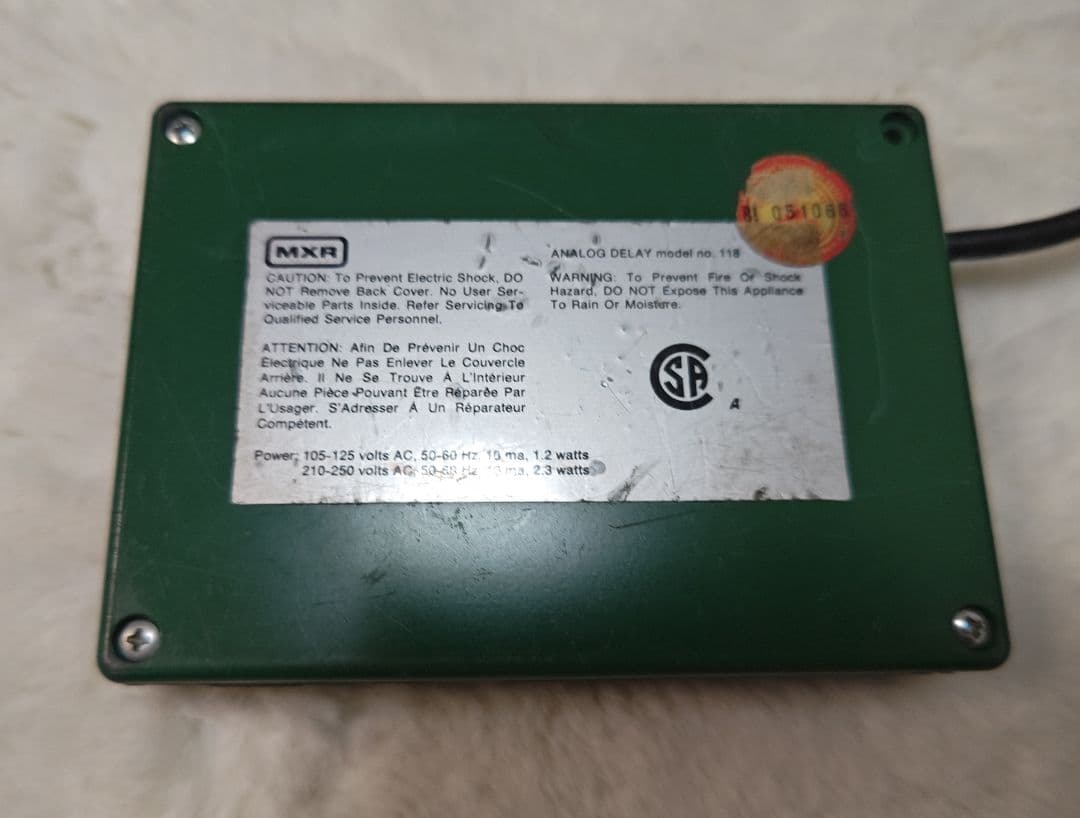 MXR
CAUTION: To Prevent Electric Shock, DO
NOT Remove Back Cover. No User Ser-
viceable Parts Inside. Refer Servicing To
Qualified Service Personnel.
ATTENTION: Afin De Prévenir Un Choc
Électrique Ne Pas Enlever Le Couvercle
Arrière. Il Ne Se Trouve À L'Intérieur
Aucune Pièce Pouvant Être Réparée Par
L'Usager. S'Adresser À Un Réparateur
Compétent.
Power: 105-125 volts AC, 50-60 Hz, 10 ma, 1.2 watts
210-250 volts AC, 50-60 Hz, 10 ma, 2.3 watts
ANALOG DELAY model no. 118
WARNING: To Prevent Fire Or Shock
Hazard, DO NOT Expose This Appliance
To Rain Or Moisture.
CSA
A